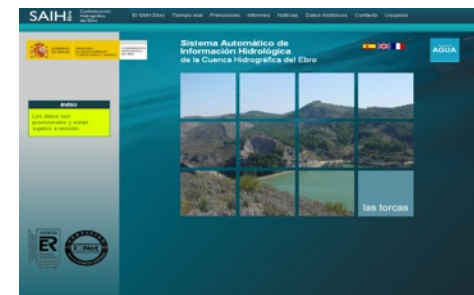 SAIH Confederación
Hidrográfica
del Ebro
El SAIH Ebro Tiempo real Previsiones Informes Noticias Datos históricos Contacto Usuarios
Sistema Automático de
Información Hidrológica
de la Cuenca Hidrográfica del Ebro
AGUA
AVISO
Los datos son
provisionales y están
sujetos a revisión
las torcas
ER
IQNet